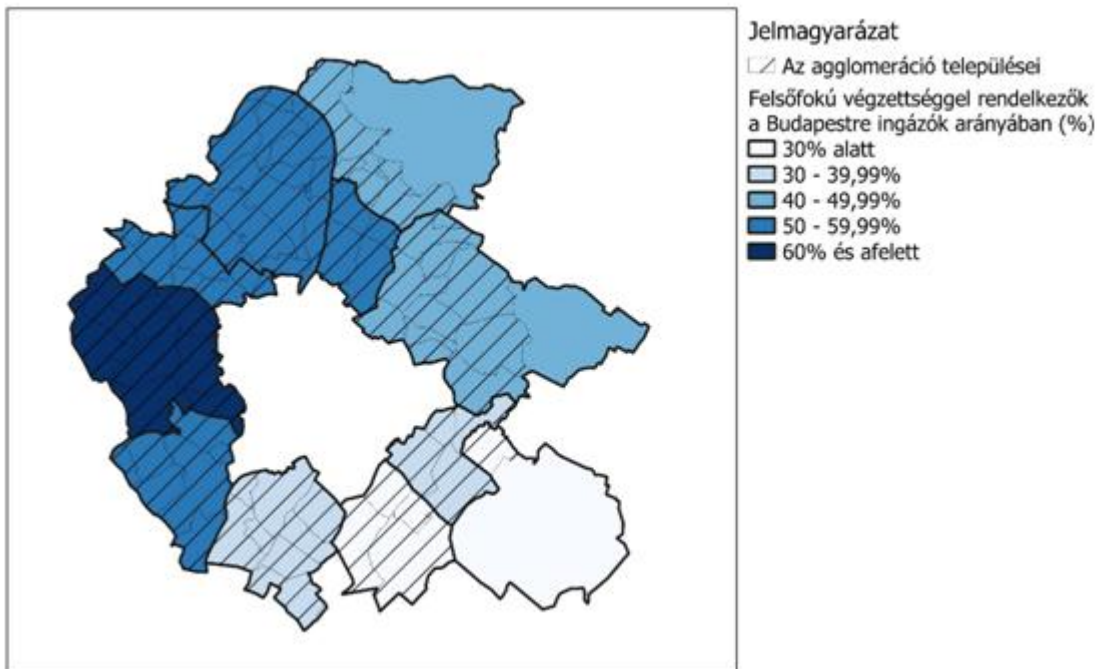 Jelmagyarázat
Az agglomeráció települései
Felsőfokú végzettséggel rendelkezők
a Budapestre ingázók arányában (%)
30% alatt
30 - 39,99%
40 - 49,99%
50 - 59,99%
60% és afelett